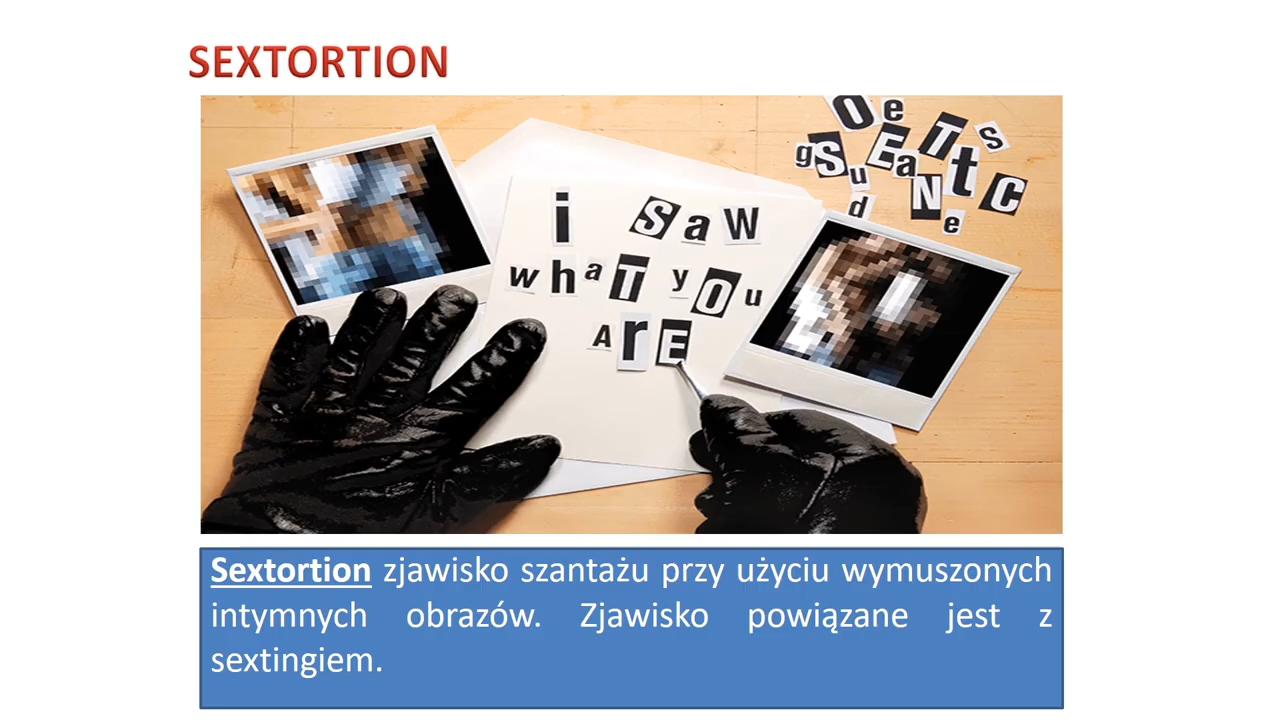 SEXTORTION
O e T s
g S u E a N t C
d e
i SaW
whaT yOu
ArE
Sextortion zjawisko szantażu przy użyciu wymuszonych
intymnych obrazów. Zjawisko powiązane jest z
sextingiem.